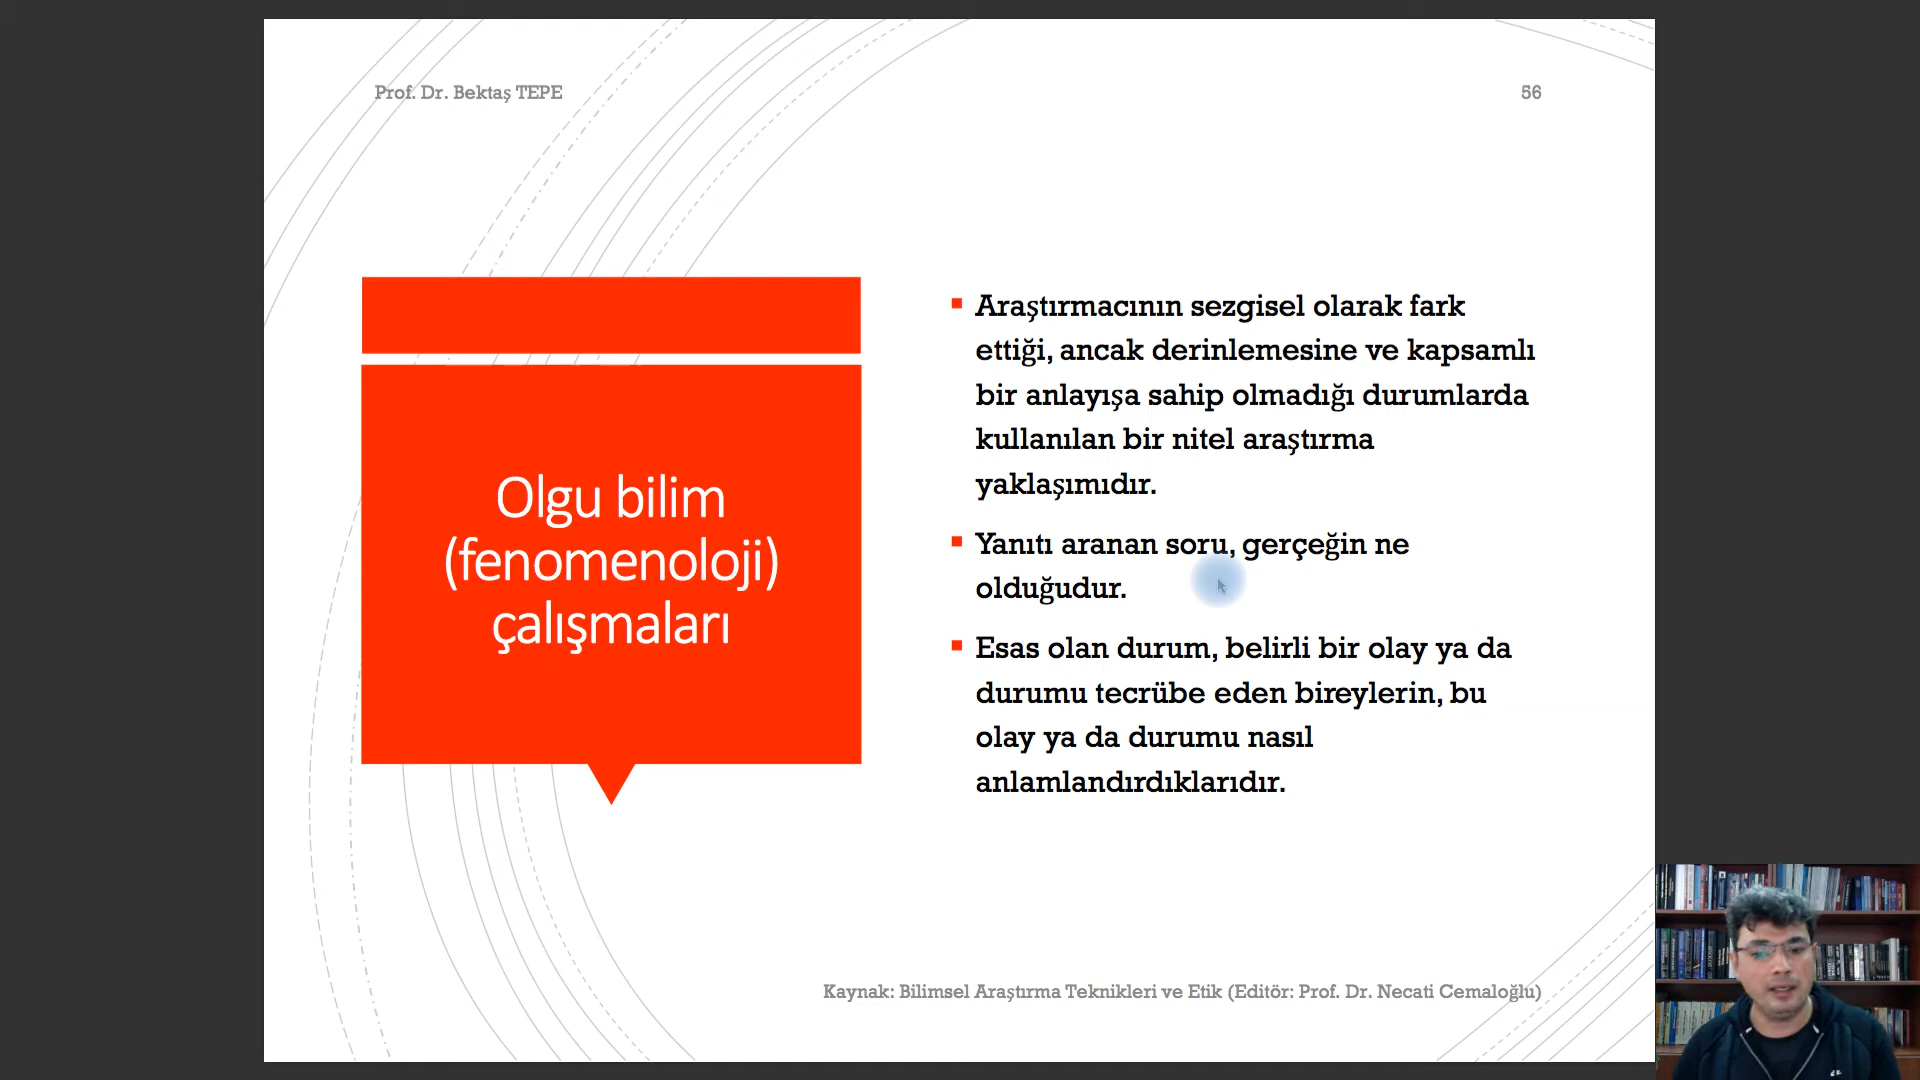 Prof. Dr. Bektaş TEPE
56
Olgu bilim
(fenomenoloji)
çalışmaları
Araştırmacının sezgisel olarak fark
ettiği, ancak derinlemesine ve kapsamlı
bir anlayışa sahip olmadığı durumlarda
kullanılan bir nitel araştırma
yaklaşımıdır.
Yanıtı aranan soru, gerçeğin ne
olduğudur.
Esas olan durum, belirli bir olay ya da
durumu tecrübe eden bireylerin, bu
olay ya da durumu nasıl
anlamlandırdıklarıdır.
Kaynak: Bilimsel Araştırma Teknikleri ve Etik (Editör: Prof. Dr. Necati Cemaloğlu)